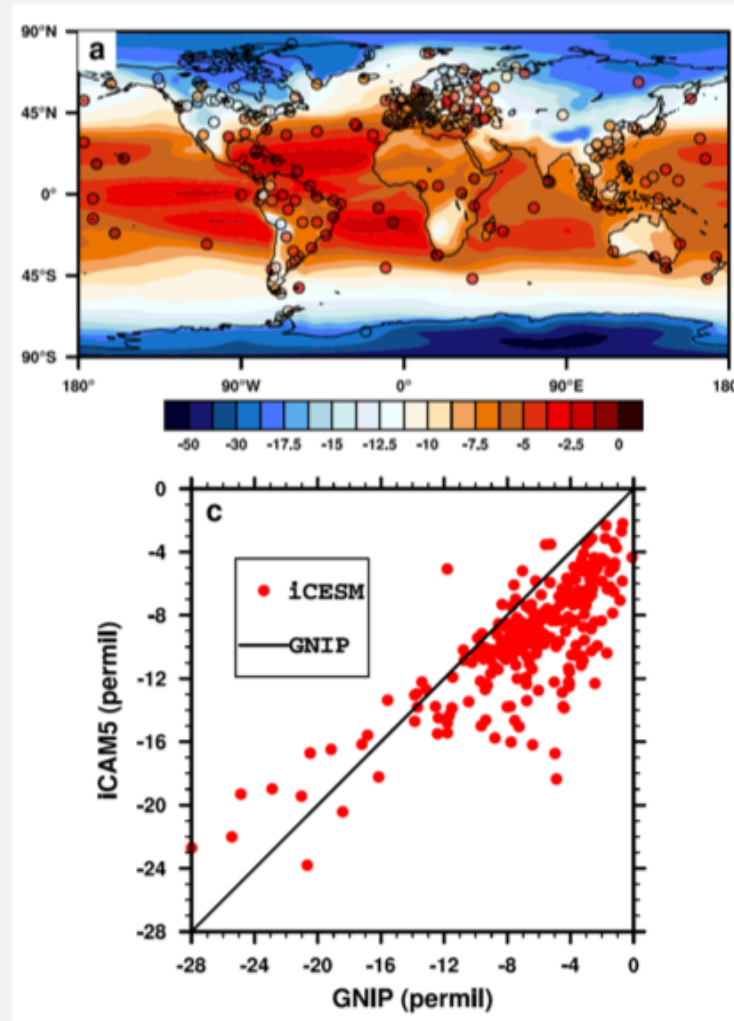 90°N
a
45°N
0°
45°S
90°S
180° 90°W 0° 90°E 180
-50 -30 -17.5 -15 -12.5 -10 -7.5 -5 -2.5 0
0
c
-4
iCESM
-8
GNIP
-12
-16
-20
-24
-28
iCAM5 (permil)
-28 -24 -20 -16 -12 -8 -4 0
GNIP (permil)